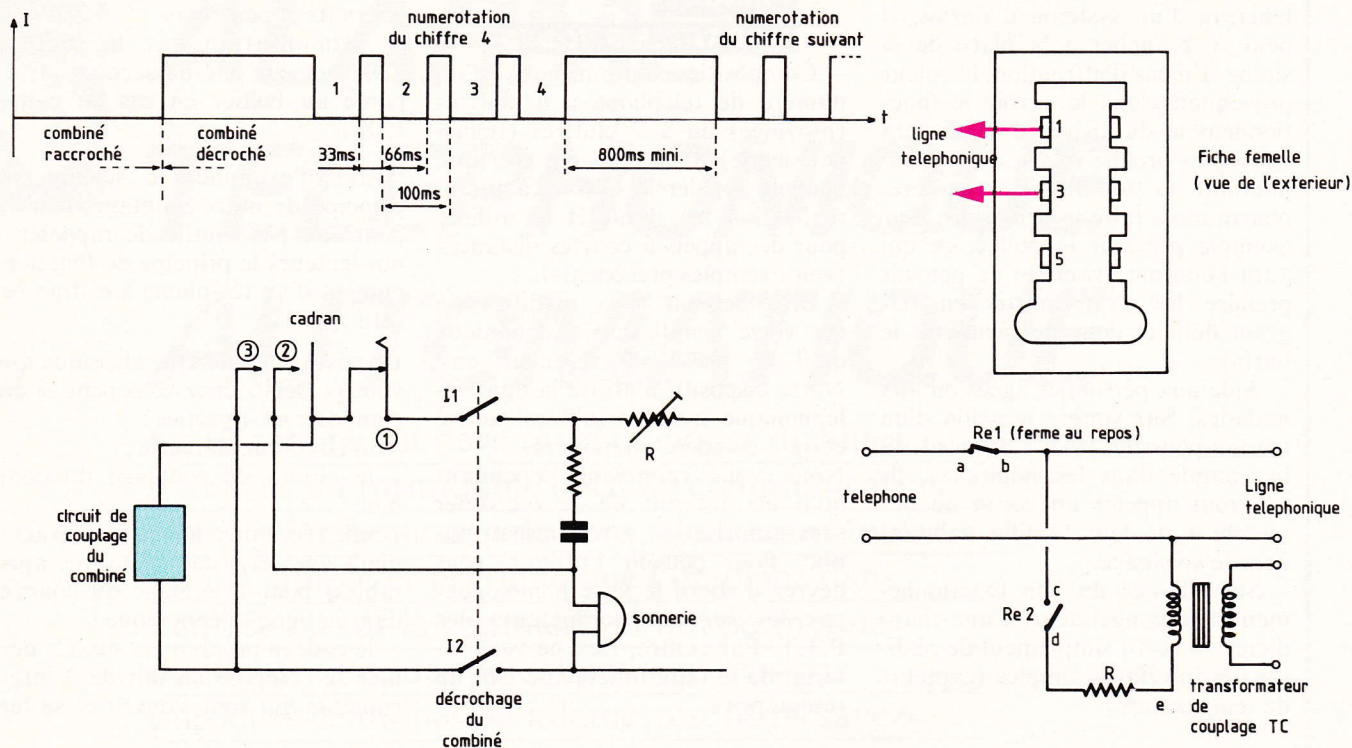 I
numerotation
du chiffre 4
numerotation
du chiffre suivant
1
2
3
4
t
combiné
raccroché
combiné
décroché
33ms
66ms
100ms
800ms mini.
ligne
telephonique
1
3
5
Fiche femelle
(vue de l'exterieur)
cadran
③
②
①
I1
R
circuit de
couplage
du
combiné
sonnerie
I2
décrochage
du
combiné
Re1 (ferme au repos)
a
b
telephone
Ligne
telephonique
c
Re 2
d
R
e
transformateur
de
couplage TC